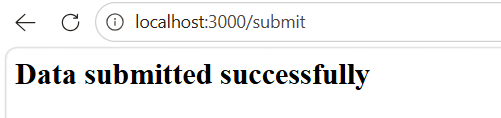 localhost:3000/submit
Data submitted successfully